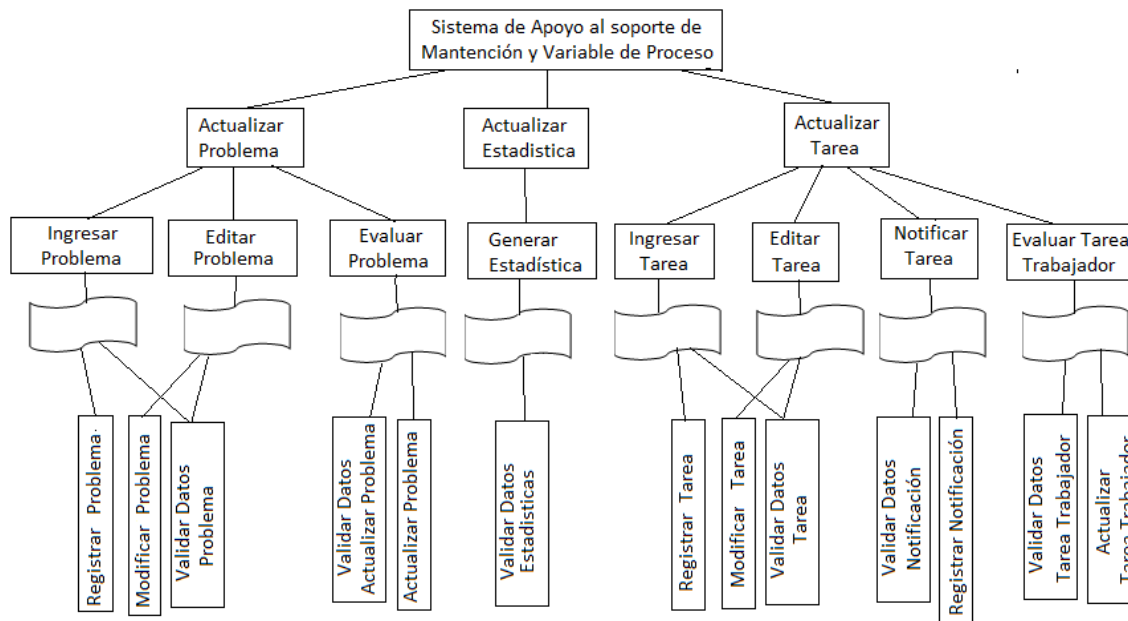 Sistema de Apoyo al soporte de
Mantención y Variable de Proceso
Actualizar
Problema
Actualizar
Estadistica
Actualizar
Tarea
Ingresar
Problema
Editar
Problema
Evaluar
Problema
Generar
Estadística
Ingresar
Tarea
Editar
Tarea
Notificar
Tarea
Evaluar Tarea
Trabajador
Registrar Problema.
Modificar Problema
Validar Datos
Problema
Validar Datos
Actualizar Problema
Actualizar Problema
Validar Datos
Estadisticas
Registrar Tarea
Modificar Tarea
Validar Datos
Tarea
Validar Datos
Notificación
Registrar Notificación
Validar Datos
Tarea Trabajador
Actualizar
Tarea Trabajador